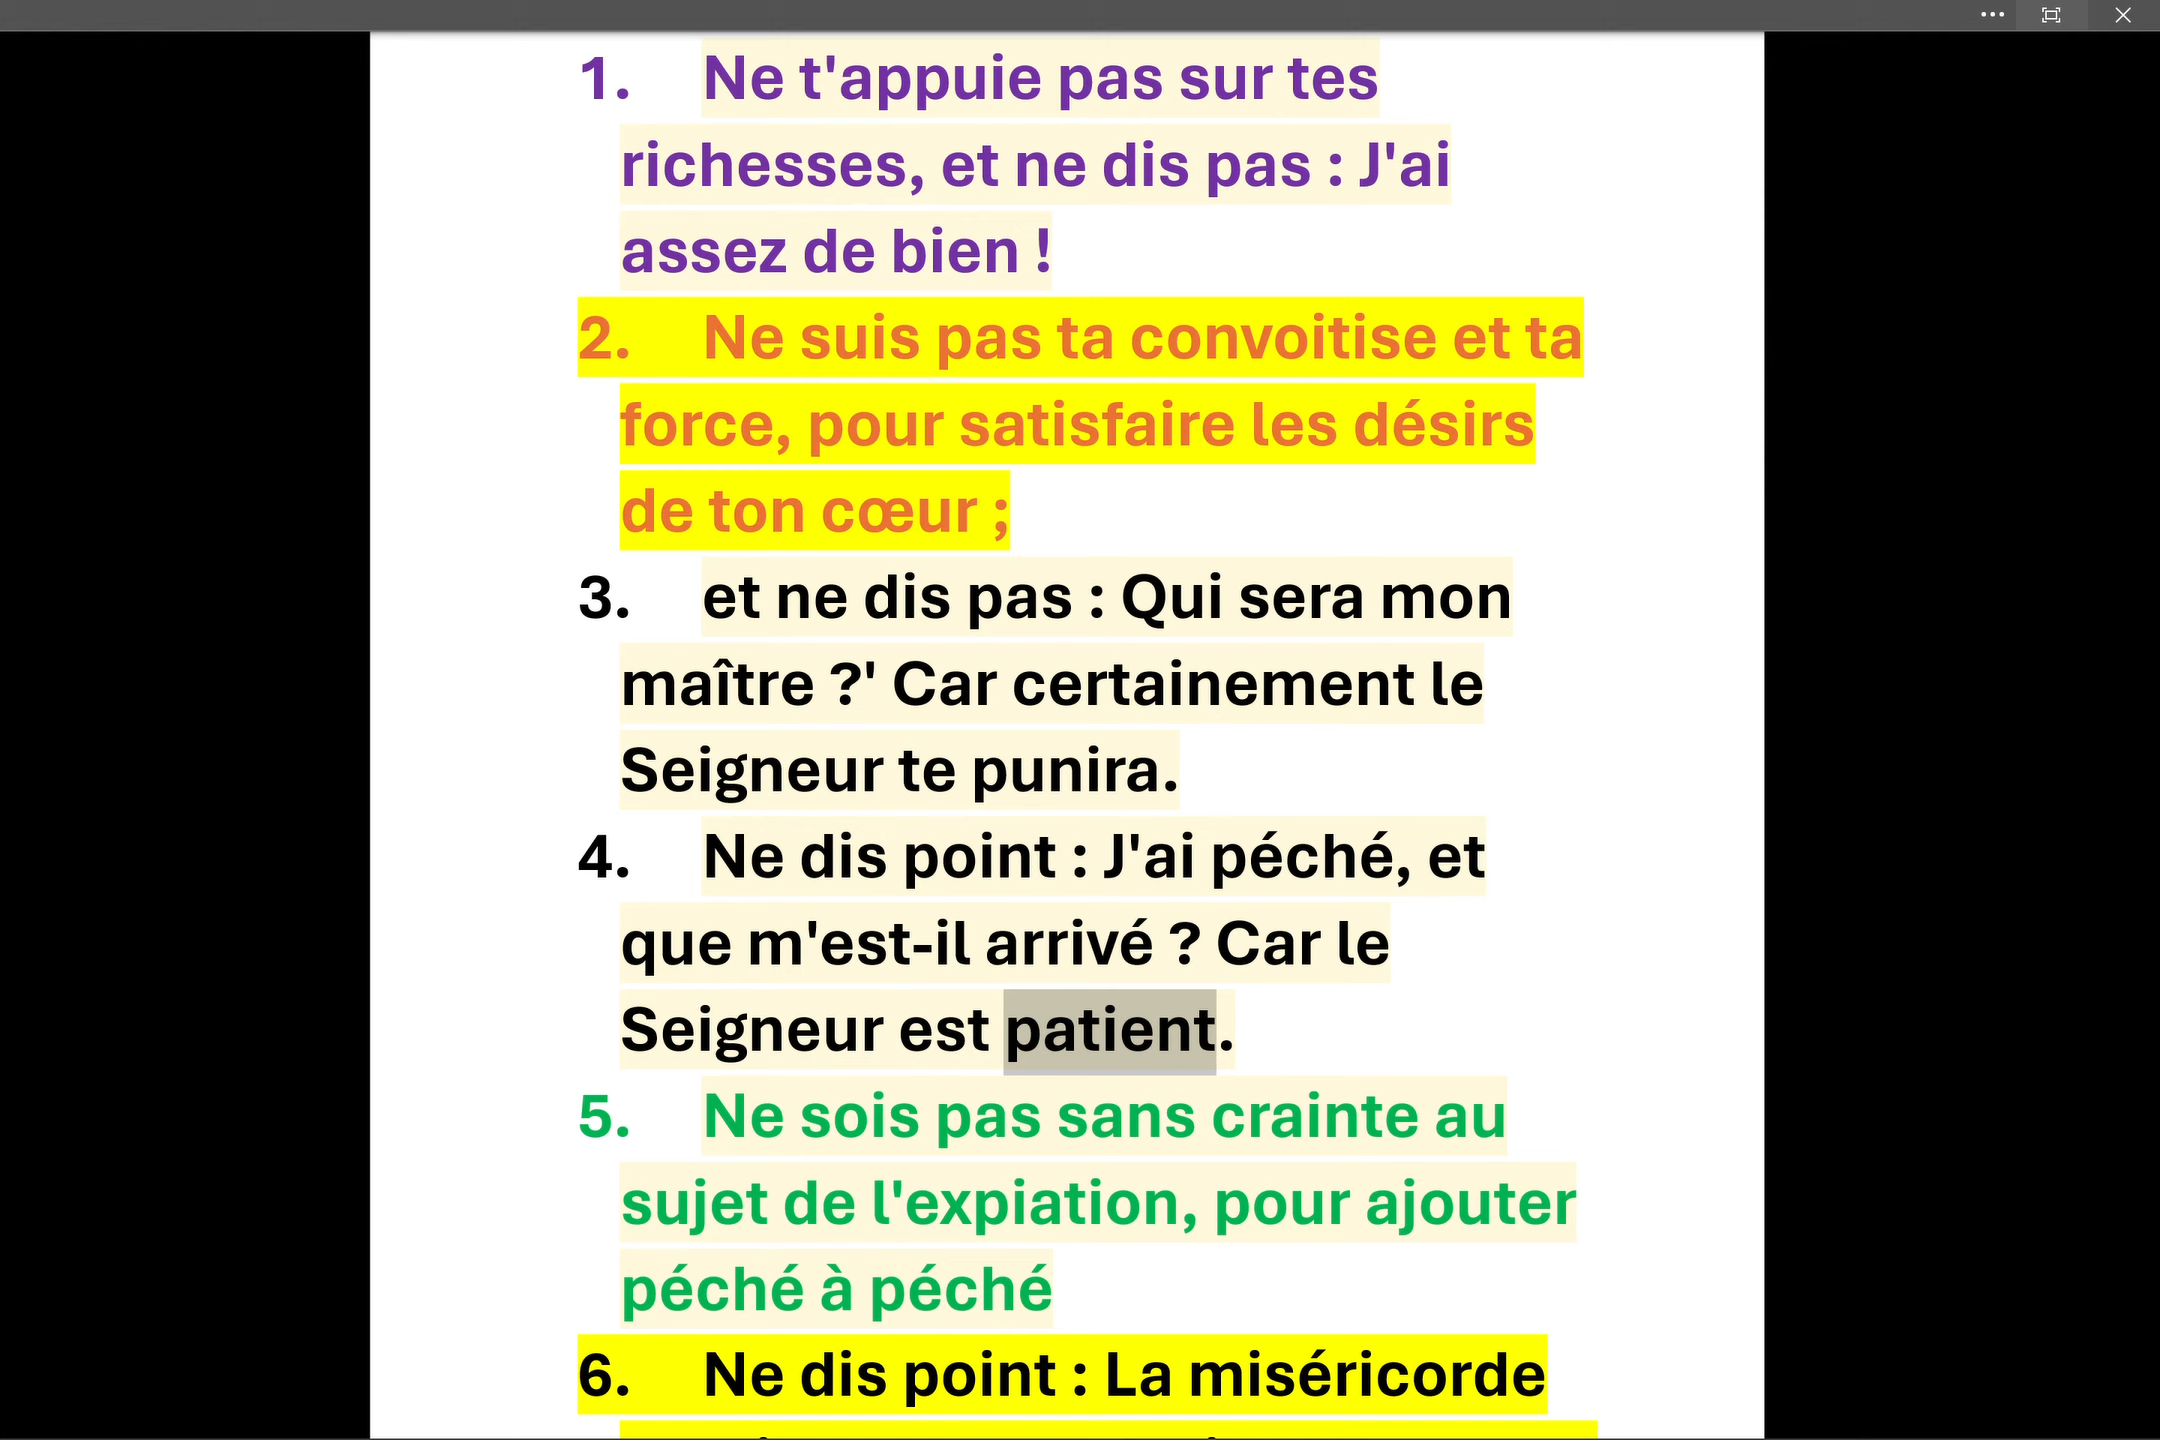 1. Ne t'appuie pas sur tes
richesses, et ne dis pas : J'ai
assez de bien !
2. Ne suis pas ta convoitise et ta
force, pour satisfaire les désirs
de ton cœur ;
3. et ne dis pas : Qui sera mon
maître ?' Car certainement le
Seigneur te punira.
4. Ne dis point : J'ai péché, et
que m'est-il arrivé ? Car le
Seigneur est patient.
5. Ne sois pas sans crainte au
sujet de l'expiation, pour ajouter
péché à péché
6. Ne dis point : La miséricorde